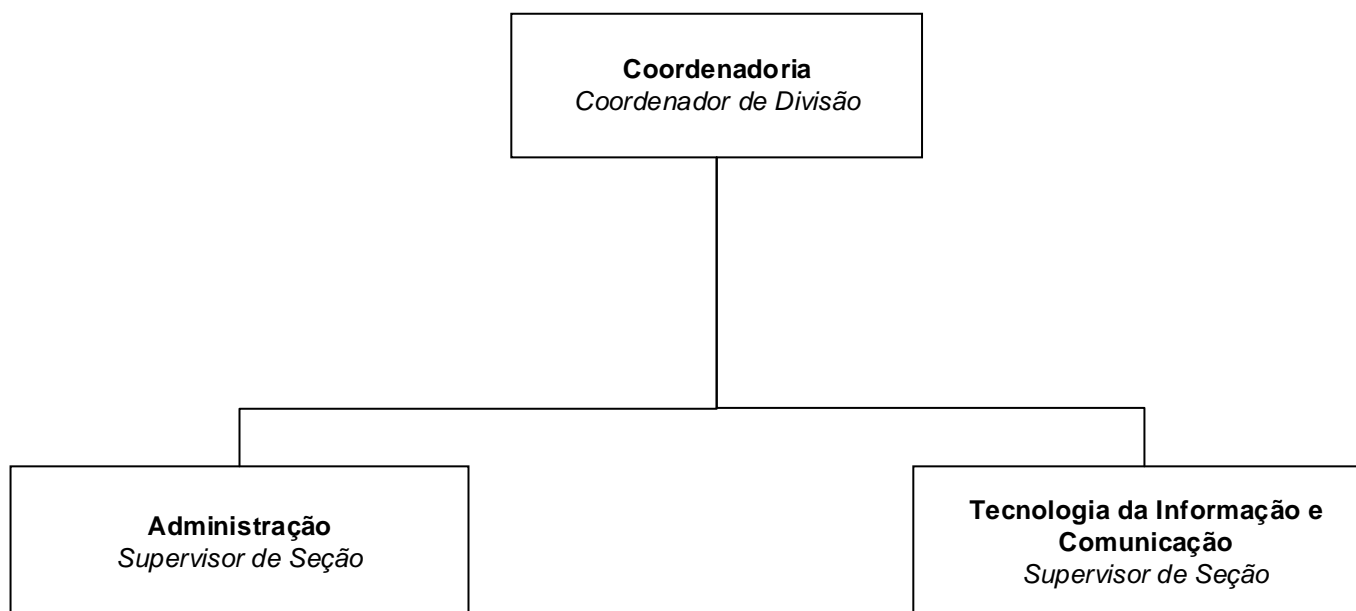 Coordenadoria
Coordenador de Divisão
Administração
Supervisor de Seção
Tecnologia da Informação e
Comunicação
Supervisor de Seção